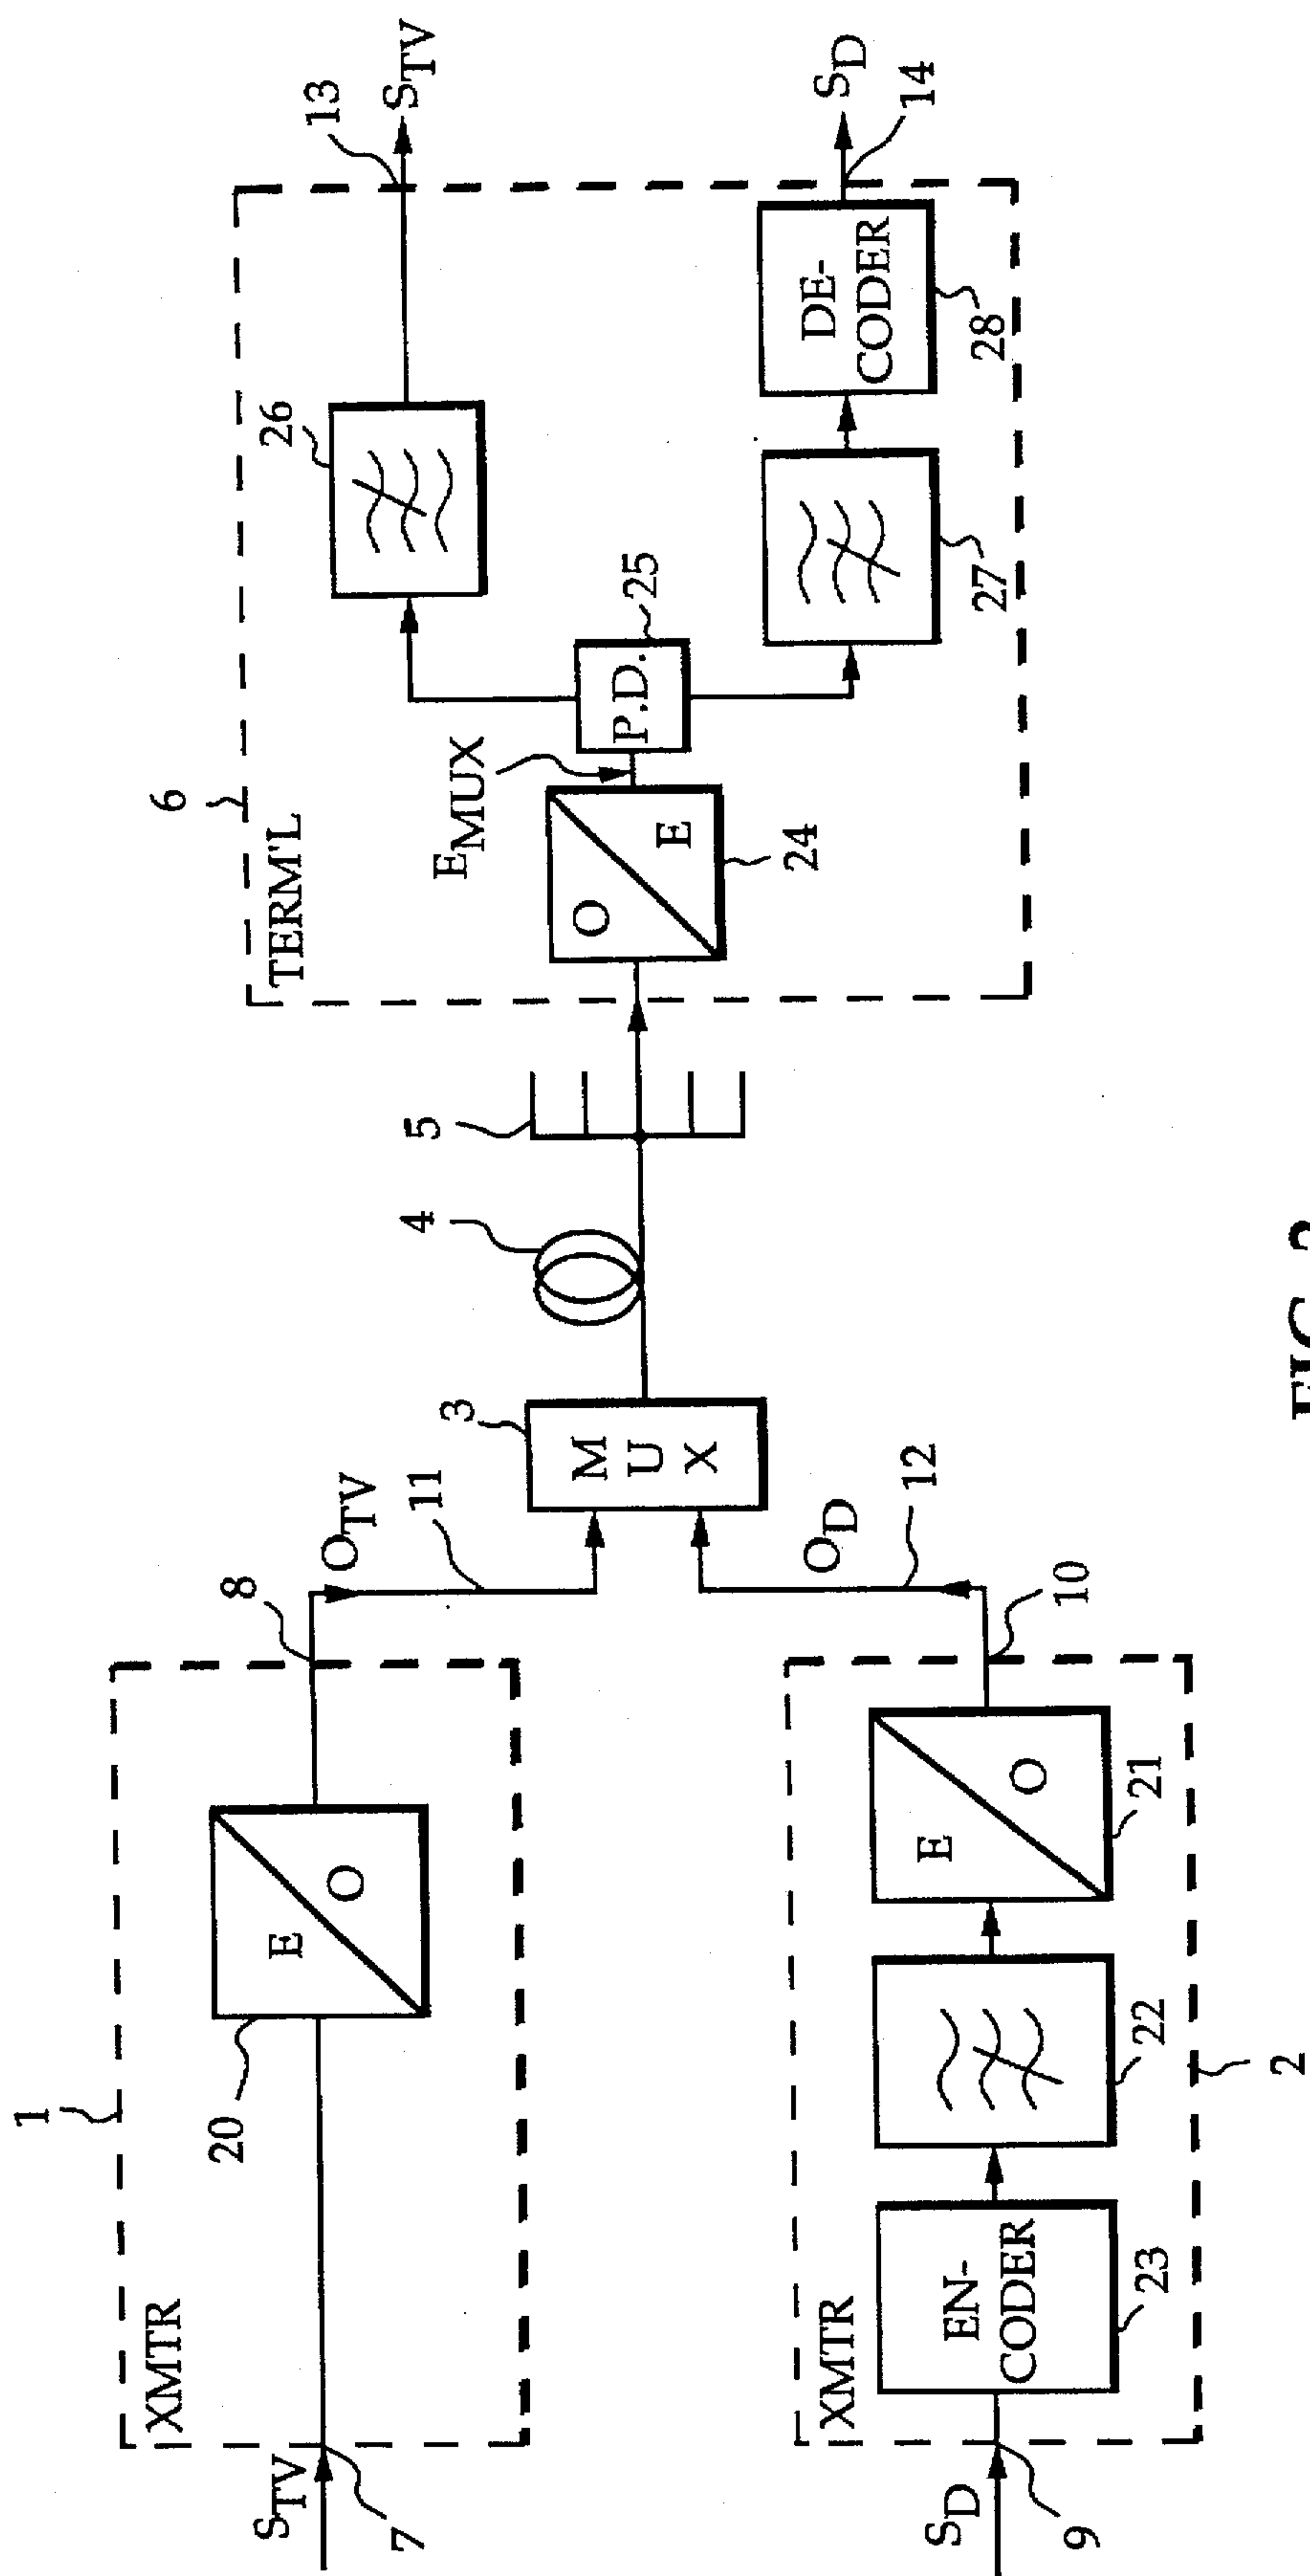 1
XMTR
S_TV
7
20
E
O
8
O_TV
11
2
XMTR
S_D
9
EN-
CODER
23
22
E
O
21
10
O_D
12
3
M
U
X
4
5
6
TERM'L
O
E
24
E_MUX
P.D.
25
26
27
DE-
CODER
28
13
S_TV
14
S_D
FIG.